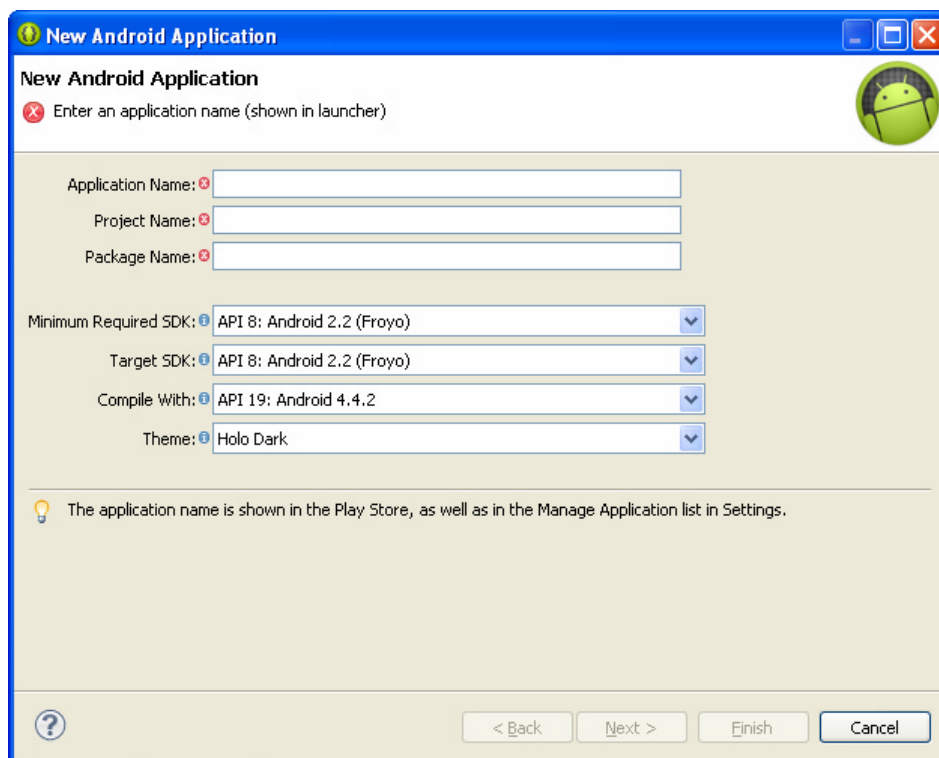 New Android Application
New Android Application
Enter an application name (shown in launcher)
Application Name:
Project Name:
Package Name:
Minimum Required SDK: API 8: Android 2.2 (Froyo)
Target SDK: API 8: Android 2.2 (Froyo)
Compile With: API 19: Android 4.4.2
Theme: Holo Dark
The application name is shown in the Play Store, as well as in the Manage Application list in Settings.
< Back Next > Finish Cancel